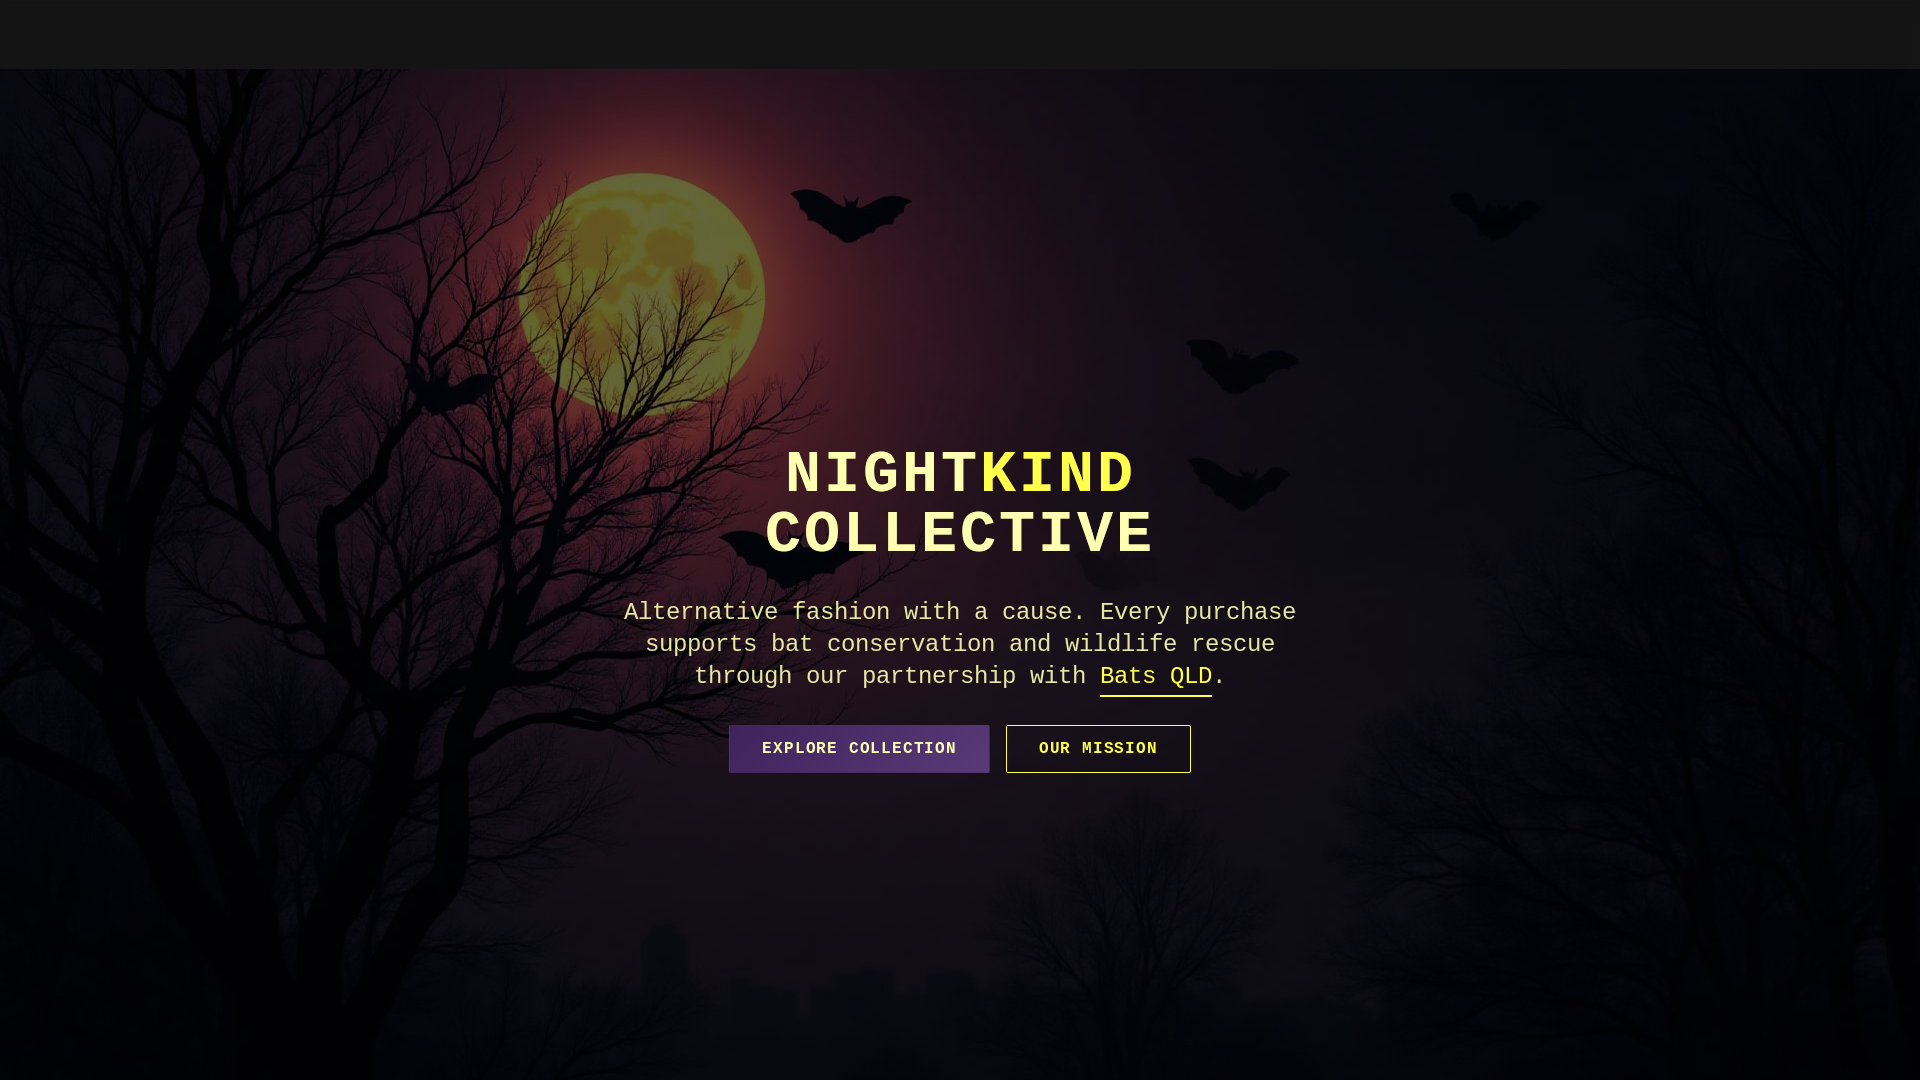 NIGHTKIND
COLLECTIVE
Alternative fashion with a cause. Every purchase
supports bat conservation and wildlife rescue
through our partnership with Bats QLD.
EXPLORE COLLECTION
OUR MISSION